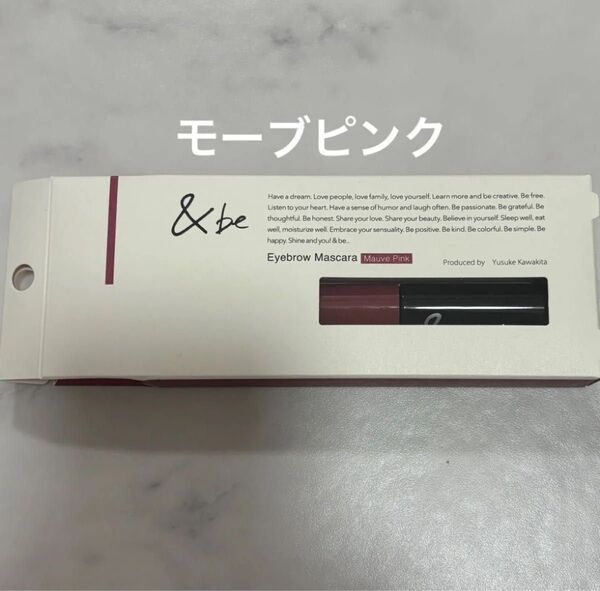 モーブピンク
&be
Have a dream. Love people, love family, love yourself. Learn more and be creative. Be free.
Listen to your heart. Have a sense of humor and laugh often. Be passionate. Be grateful. Be
thoughtful. Be honest. Share your love. Share your beauty. Believe in yourself. Sleep well, eat
well, moisturize well. Embrace your sensuality. Be positive. Be kind. Be colorful. Be simple. Be
happy. Shine and you! & be..
Eyebrow Mascara Mauve Pink Produced by Yusuke Kawakita